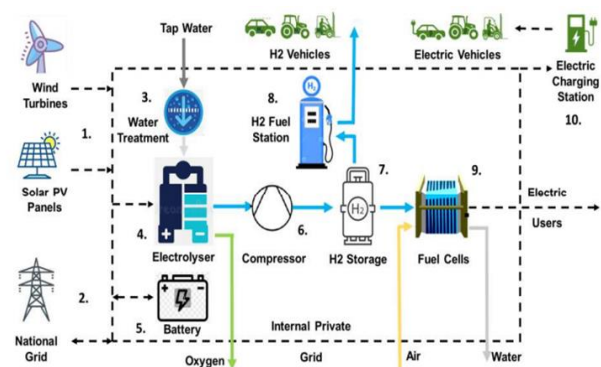 Tap Water
H2 Vehicles
Electric Vehicles
Wind
Turbines
3.
Water
Treatment
8.
H2
H2 Fuel
Station
Electric
Charging
Station
10.
1.
Solar PV
Panels
4.
Electrolyser
Compressor
6.
7.
H2
H2 Storage
9.
Fuel Cells
Electric
Users
2.
National
Grid
5.
Battery
Internal Private
Grid
Oxygen
Air
Water